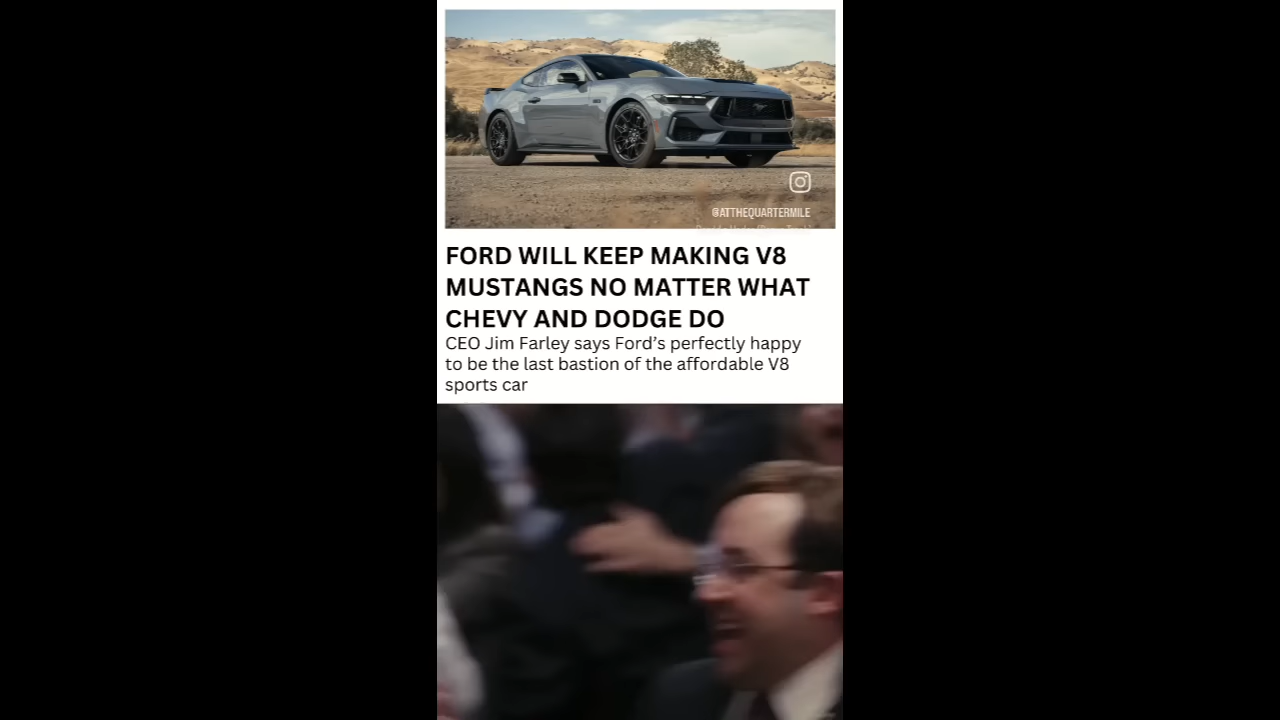 @ATTHEQUARTERMILE
FORD WILL KEEP MAKING V8
MUSTANGS NO MATTER WHAT
CHEVY AND DODGE DO
CEO Jim Farley says Ford's perfectly happy
to be the last bastion of the affordable V8
sports car